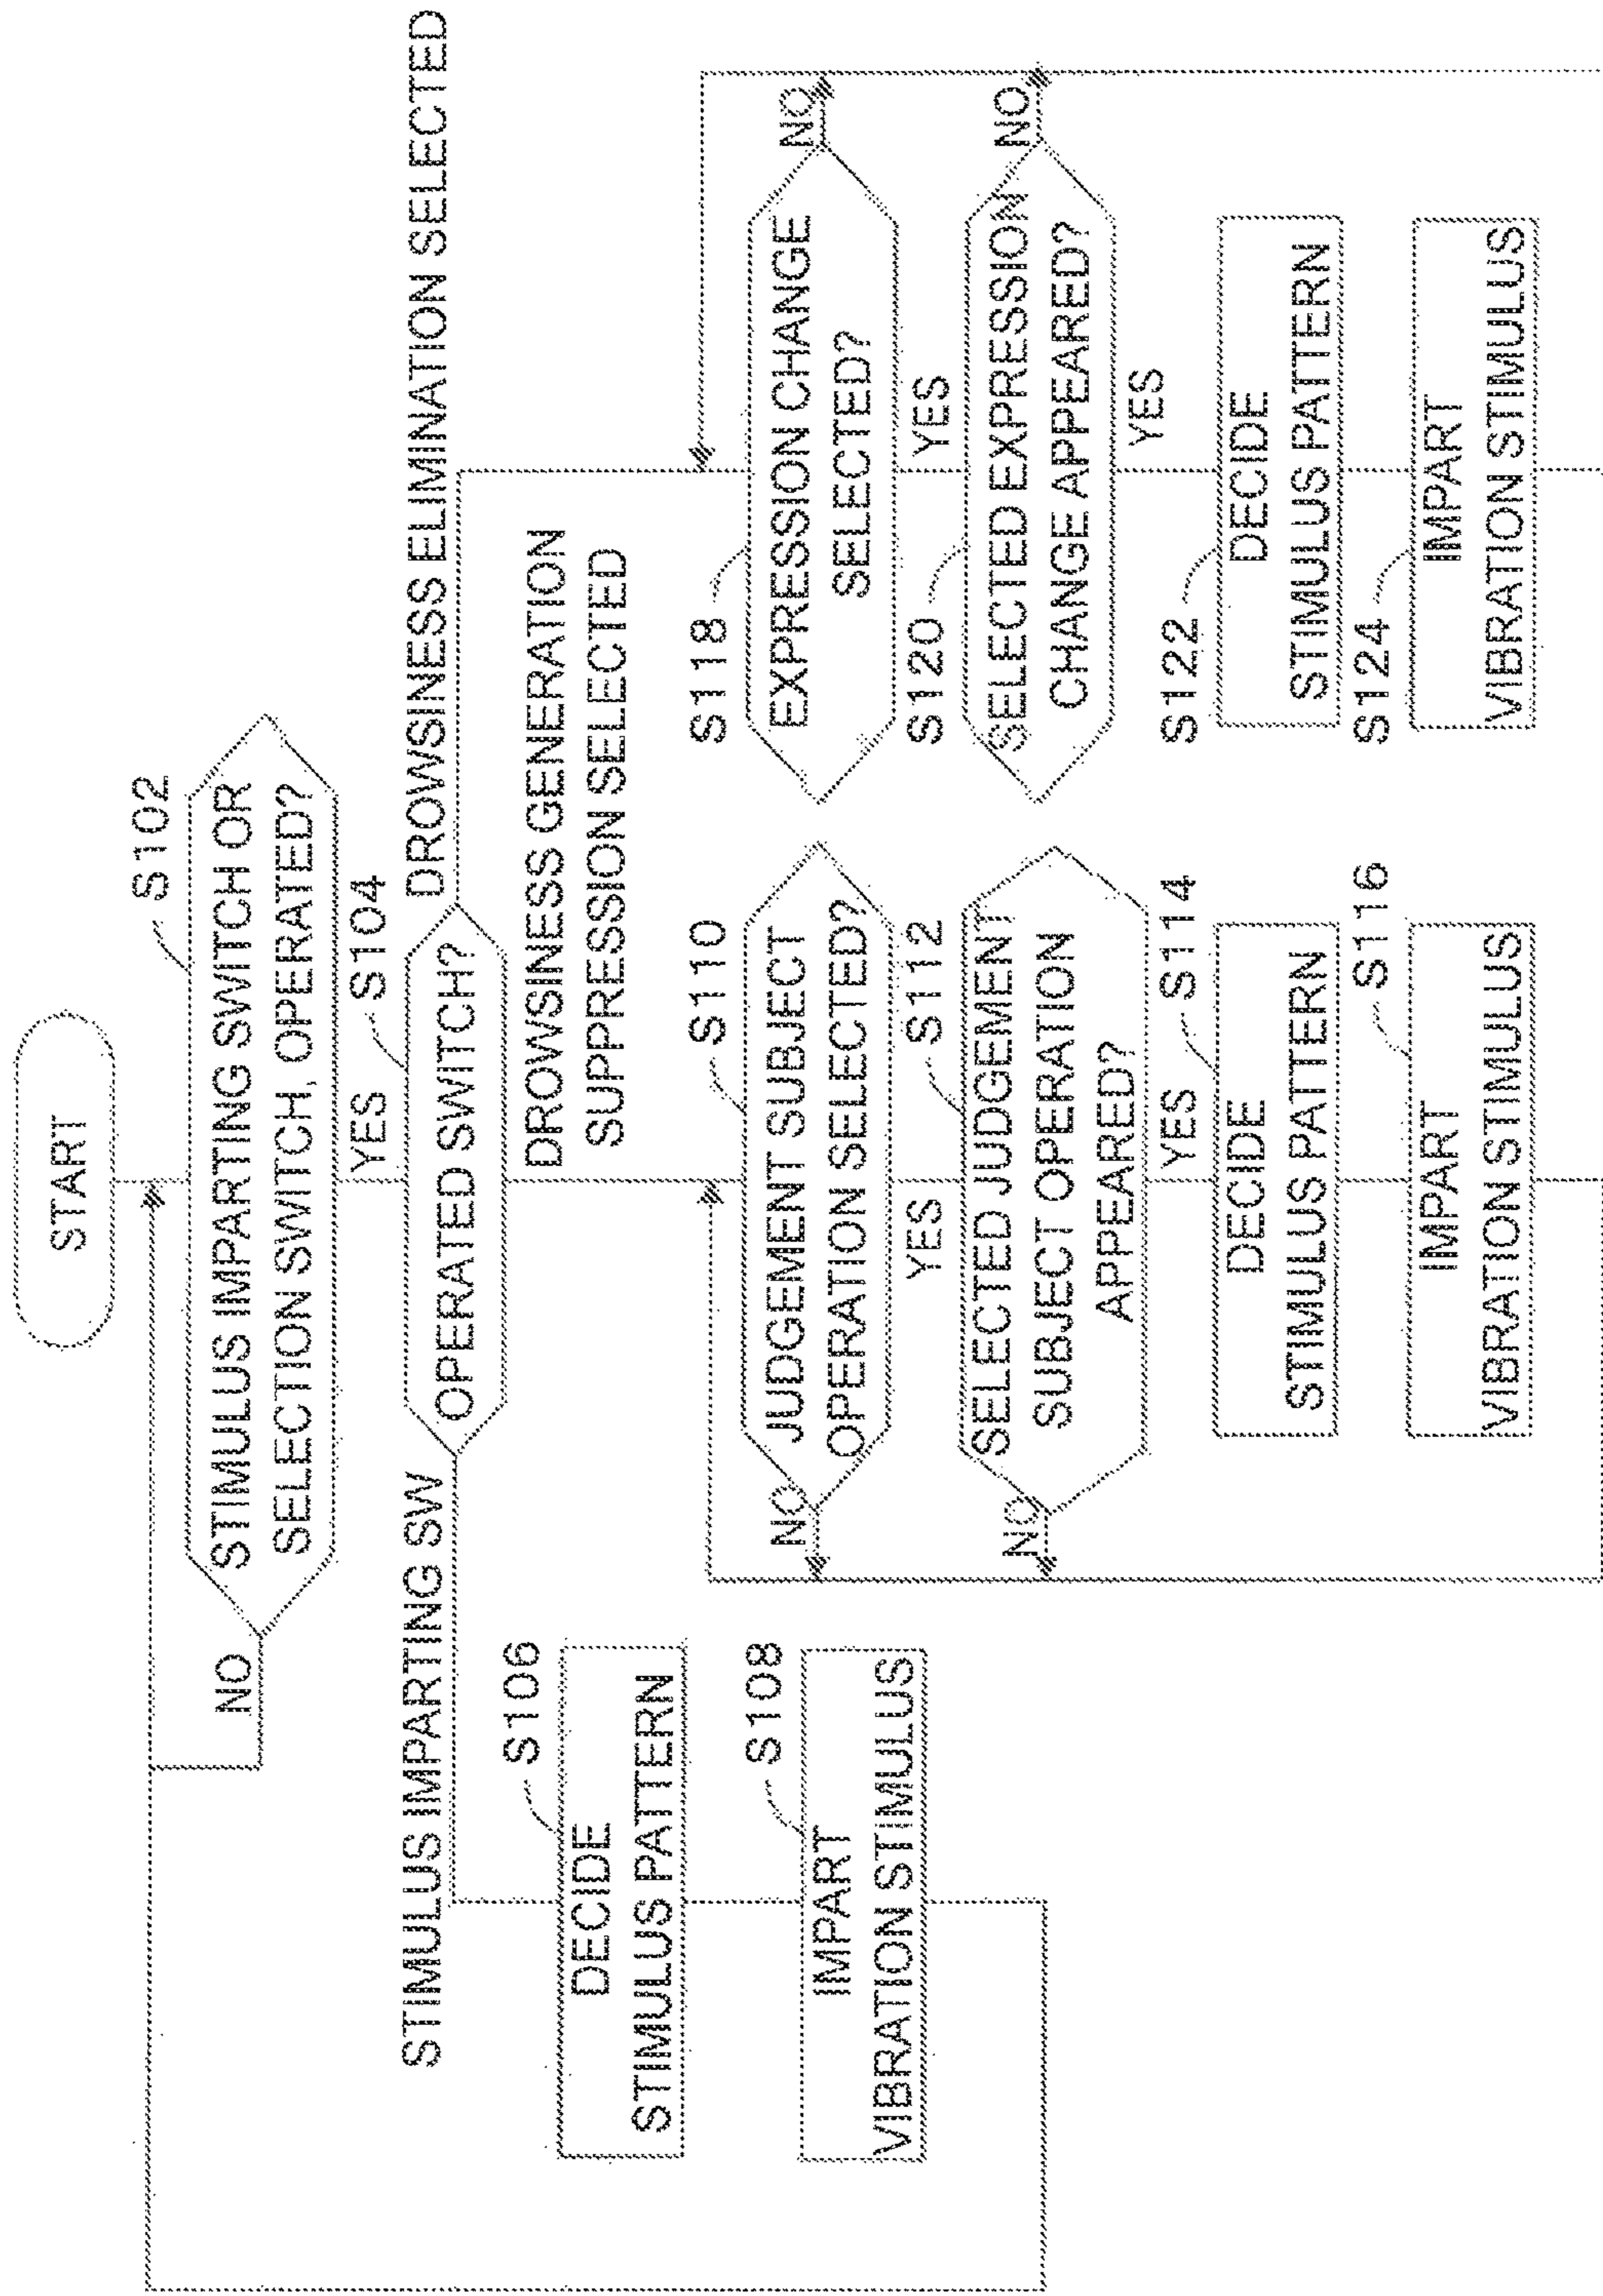 START
S102
STIMULUS IMPARTING SWITCH OR
SELECTION SWITCH, OPERATED?
NO
YES
S104
OPERATED SWITCH?
STIMULUS IMPARTING SW
DROWSINESS ELIMINATION SELECTED
DROWSINESS GENERATION
SUPPRESSION SELECTED
S106
DECIDE
STIMULUS PATTERN
S108
IMPART
VIBRATION STIMULUS
S110
JUDGEMENT SUBJECT
OPERATION SELECTED?
NO
YES
S112
SELECTED JUDGEMENT
SUBJECT OPERATION
APPEARED?
NO
YES
S114
DECIDE
STIMULUS PATTERN
S116
IMPART
VIBRATION STIMULUS
S118
EXPRESSION CHANGE
SELECTED?
NO
YES
S120
SELECTED EXPRESSION
CHANGE APPEARED?
NO
YES
S122
DECIDE
STIMULUS PATTERN
S124
IMPART
VIBRATION STIMULUS